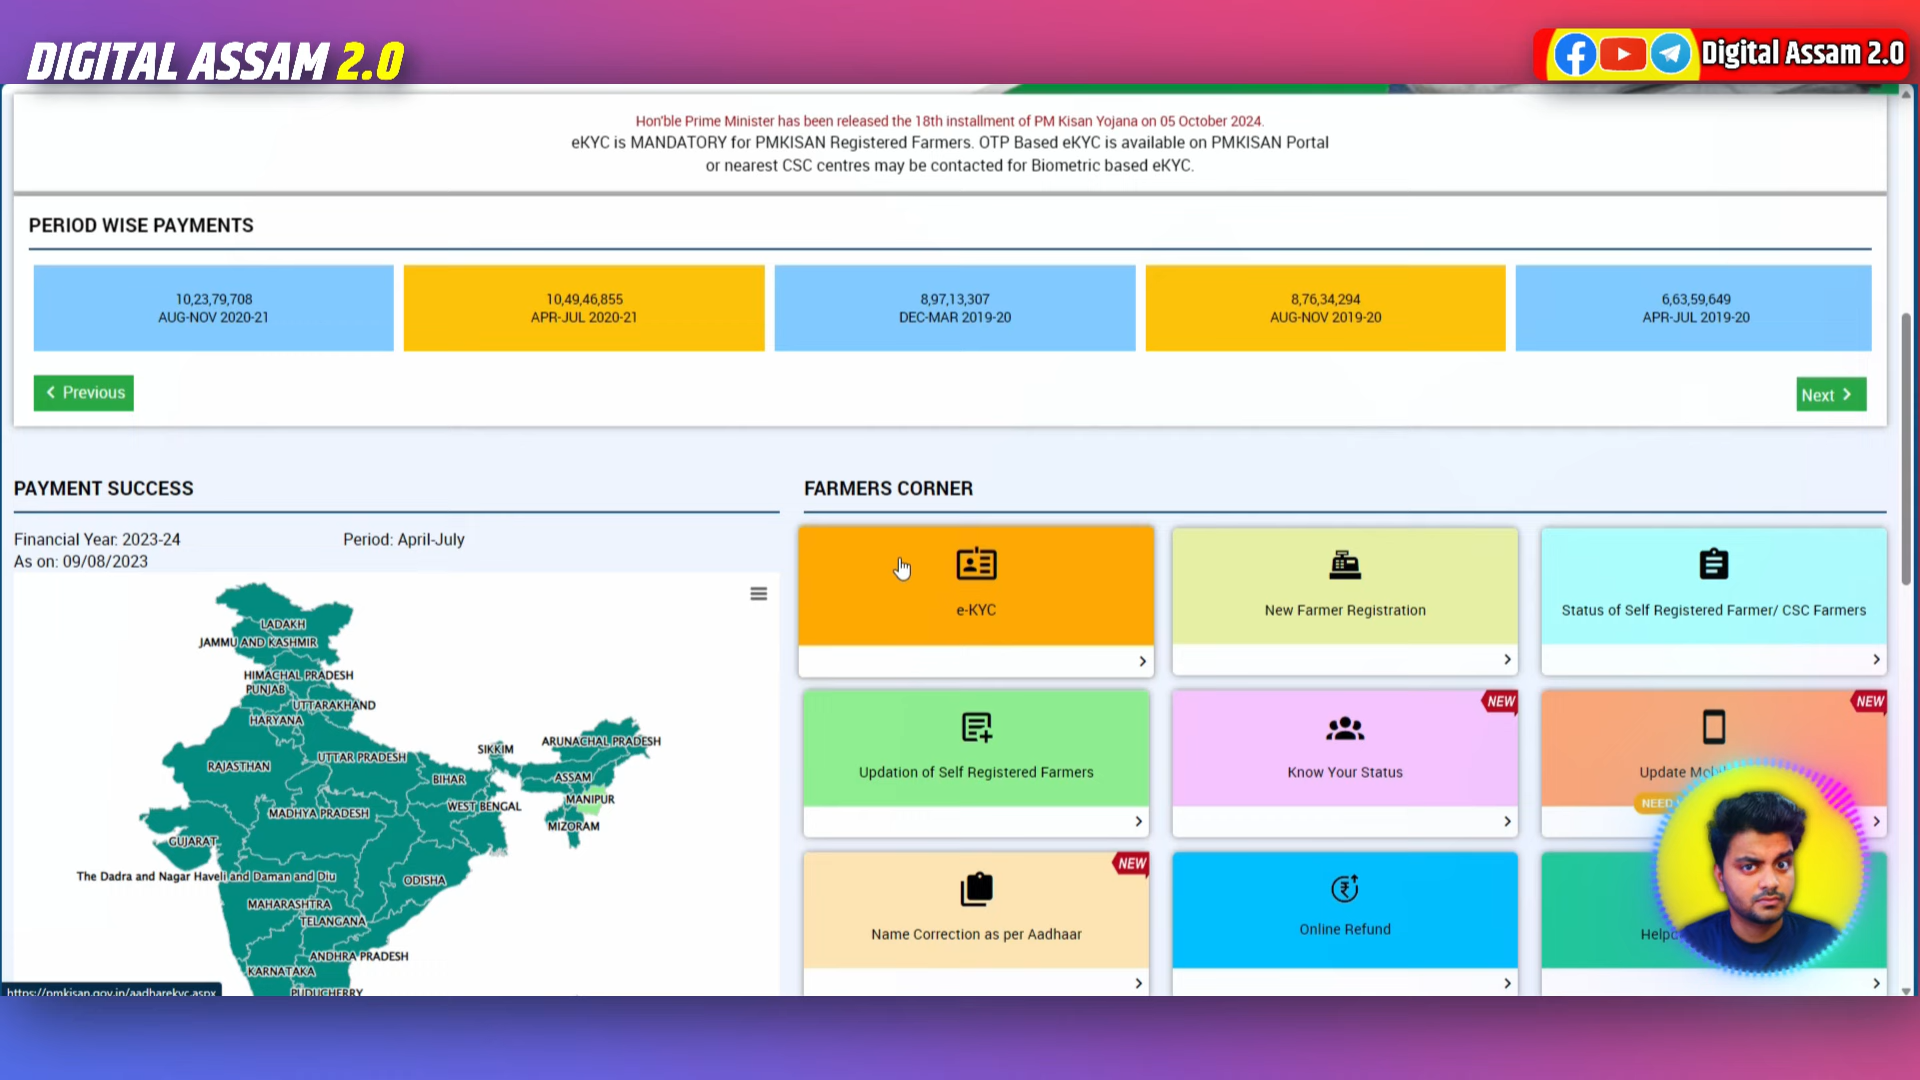 DIGITAL ASSAM 2.0
Digital Assam 2.0
Hon'ble Prime Minister has been released the 18th installment of PM Kisan Yojana on 05 October 2024.
eKYC is MANDATORY for PMKISAN Registered Farmers. OTP Based eKYC is available on PMKISAN Portal
or nearest CSC centres may be contacted for Biometric based eKYC.
PERIOD WISE PAYMENTS
10,23,79,708
AUG-NOV 2020-21
10,49,46,855
APR-JUL 2020-21
8,97,13,307
DEC-MAR 2019-20
8,76,34,294
AUG-NOV 2019-20
6,63,59,649
APR-JUL 2019-20
Previous
Next
PAYMENT SUCCESS
Financial Year: 2023-24
Period: April-July
As on: 09/08/2023
LADAKH
JAMMU AND KASHMIR
HIMACHAL PRADESH
PUNJAB
UTTARAKHAND
HARYANA
ARUNACHAL PRADESH
SIKKIM
UTTAR PRADESH
RAJASTHAN
BIHAR
ASSAM
MANIPUR
WEST BENGAL
MADHYA PRADESH
MIZORAM
GUJARAT
The Dadra and Nagar Haveli and Daman and Diu
ODISHA
MAHARASHTRA
TELANGANA
ANDHRA PRADESH
KARNATAKA
PUDUCHERRY
https://pmkisan.gov.in/aadharekyc.aspx
FARMERS CORNER
e-KYC
New Farmer Registration
Status of Self Registered Farmer/ CSC Farmers
Updation of Self Registered Farmers
NEW
Know Your Status
NEW
Update
NEED
NEW
Name Correction as per Aadhaar
Online Refund